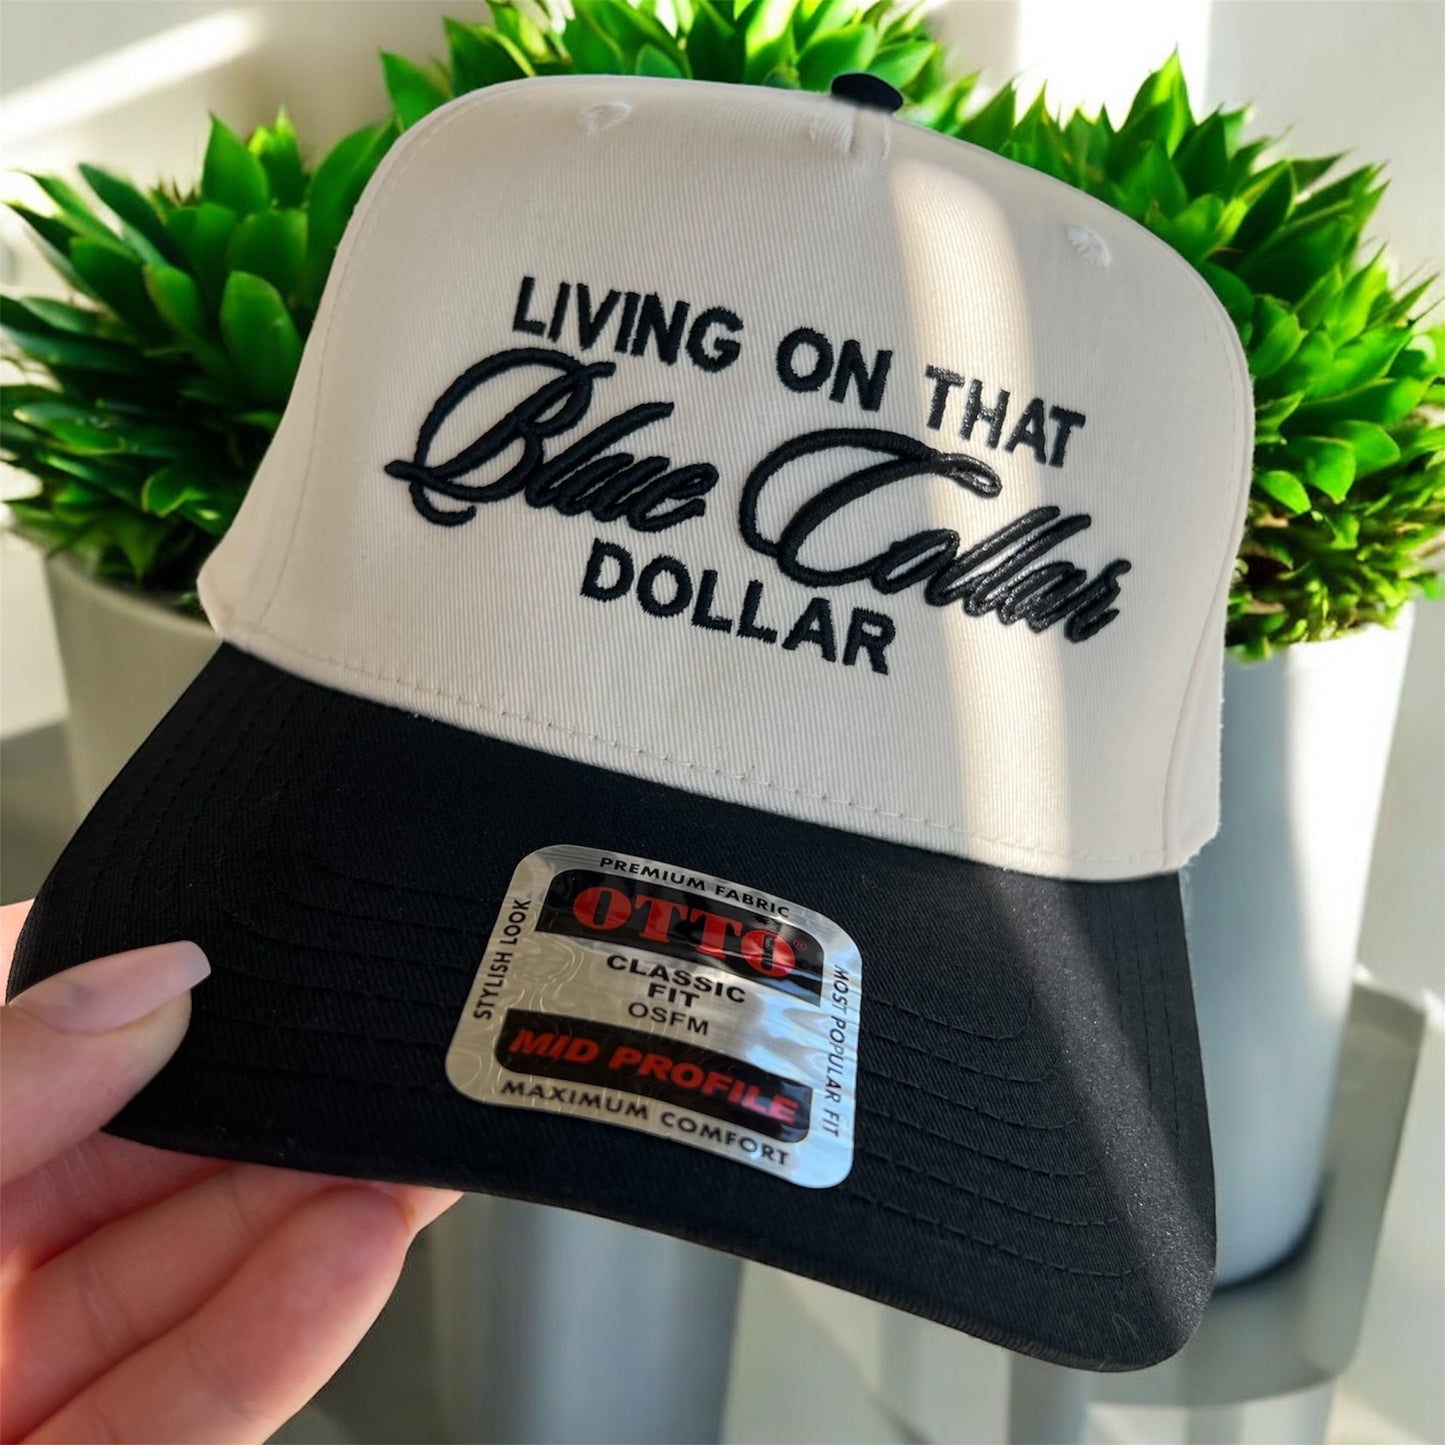 LIVING ON THAT
Blue Collar
DOLLAR
PREMIUM FABRIC
STYLISH LOOK
OTTO®
CLASSIC
FIT
OSFM
MID PROFILE
MAXIMUM COMFORT
MOST POPULAR FIT